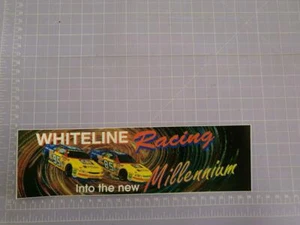 WHITELINE Racing
Into the new Millennium